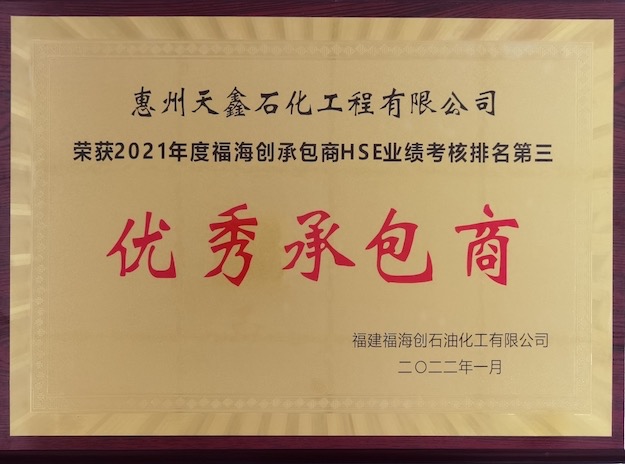 惠州天鑫石化工程有限公司
荣获2021年度福海创承包商HSE业绩考核排名第三
优秀承包商
福建福海创石油化工有限公司
二〇二二年一月